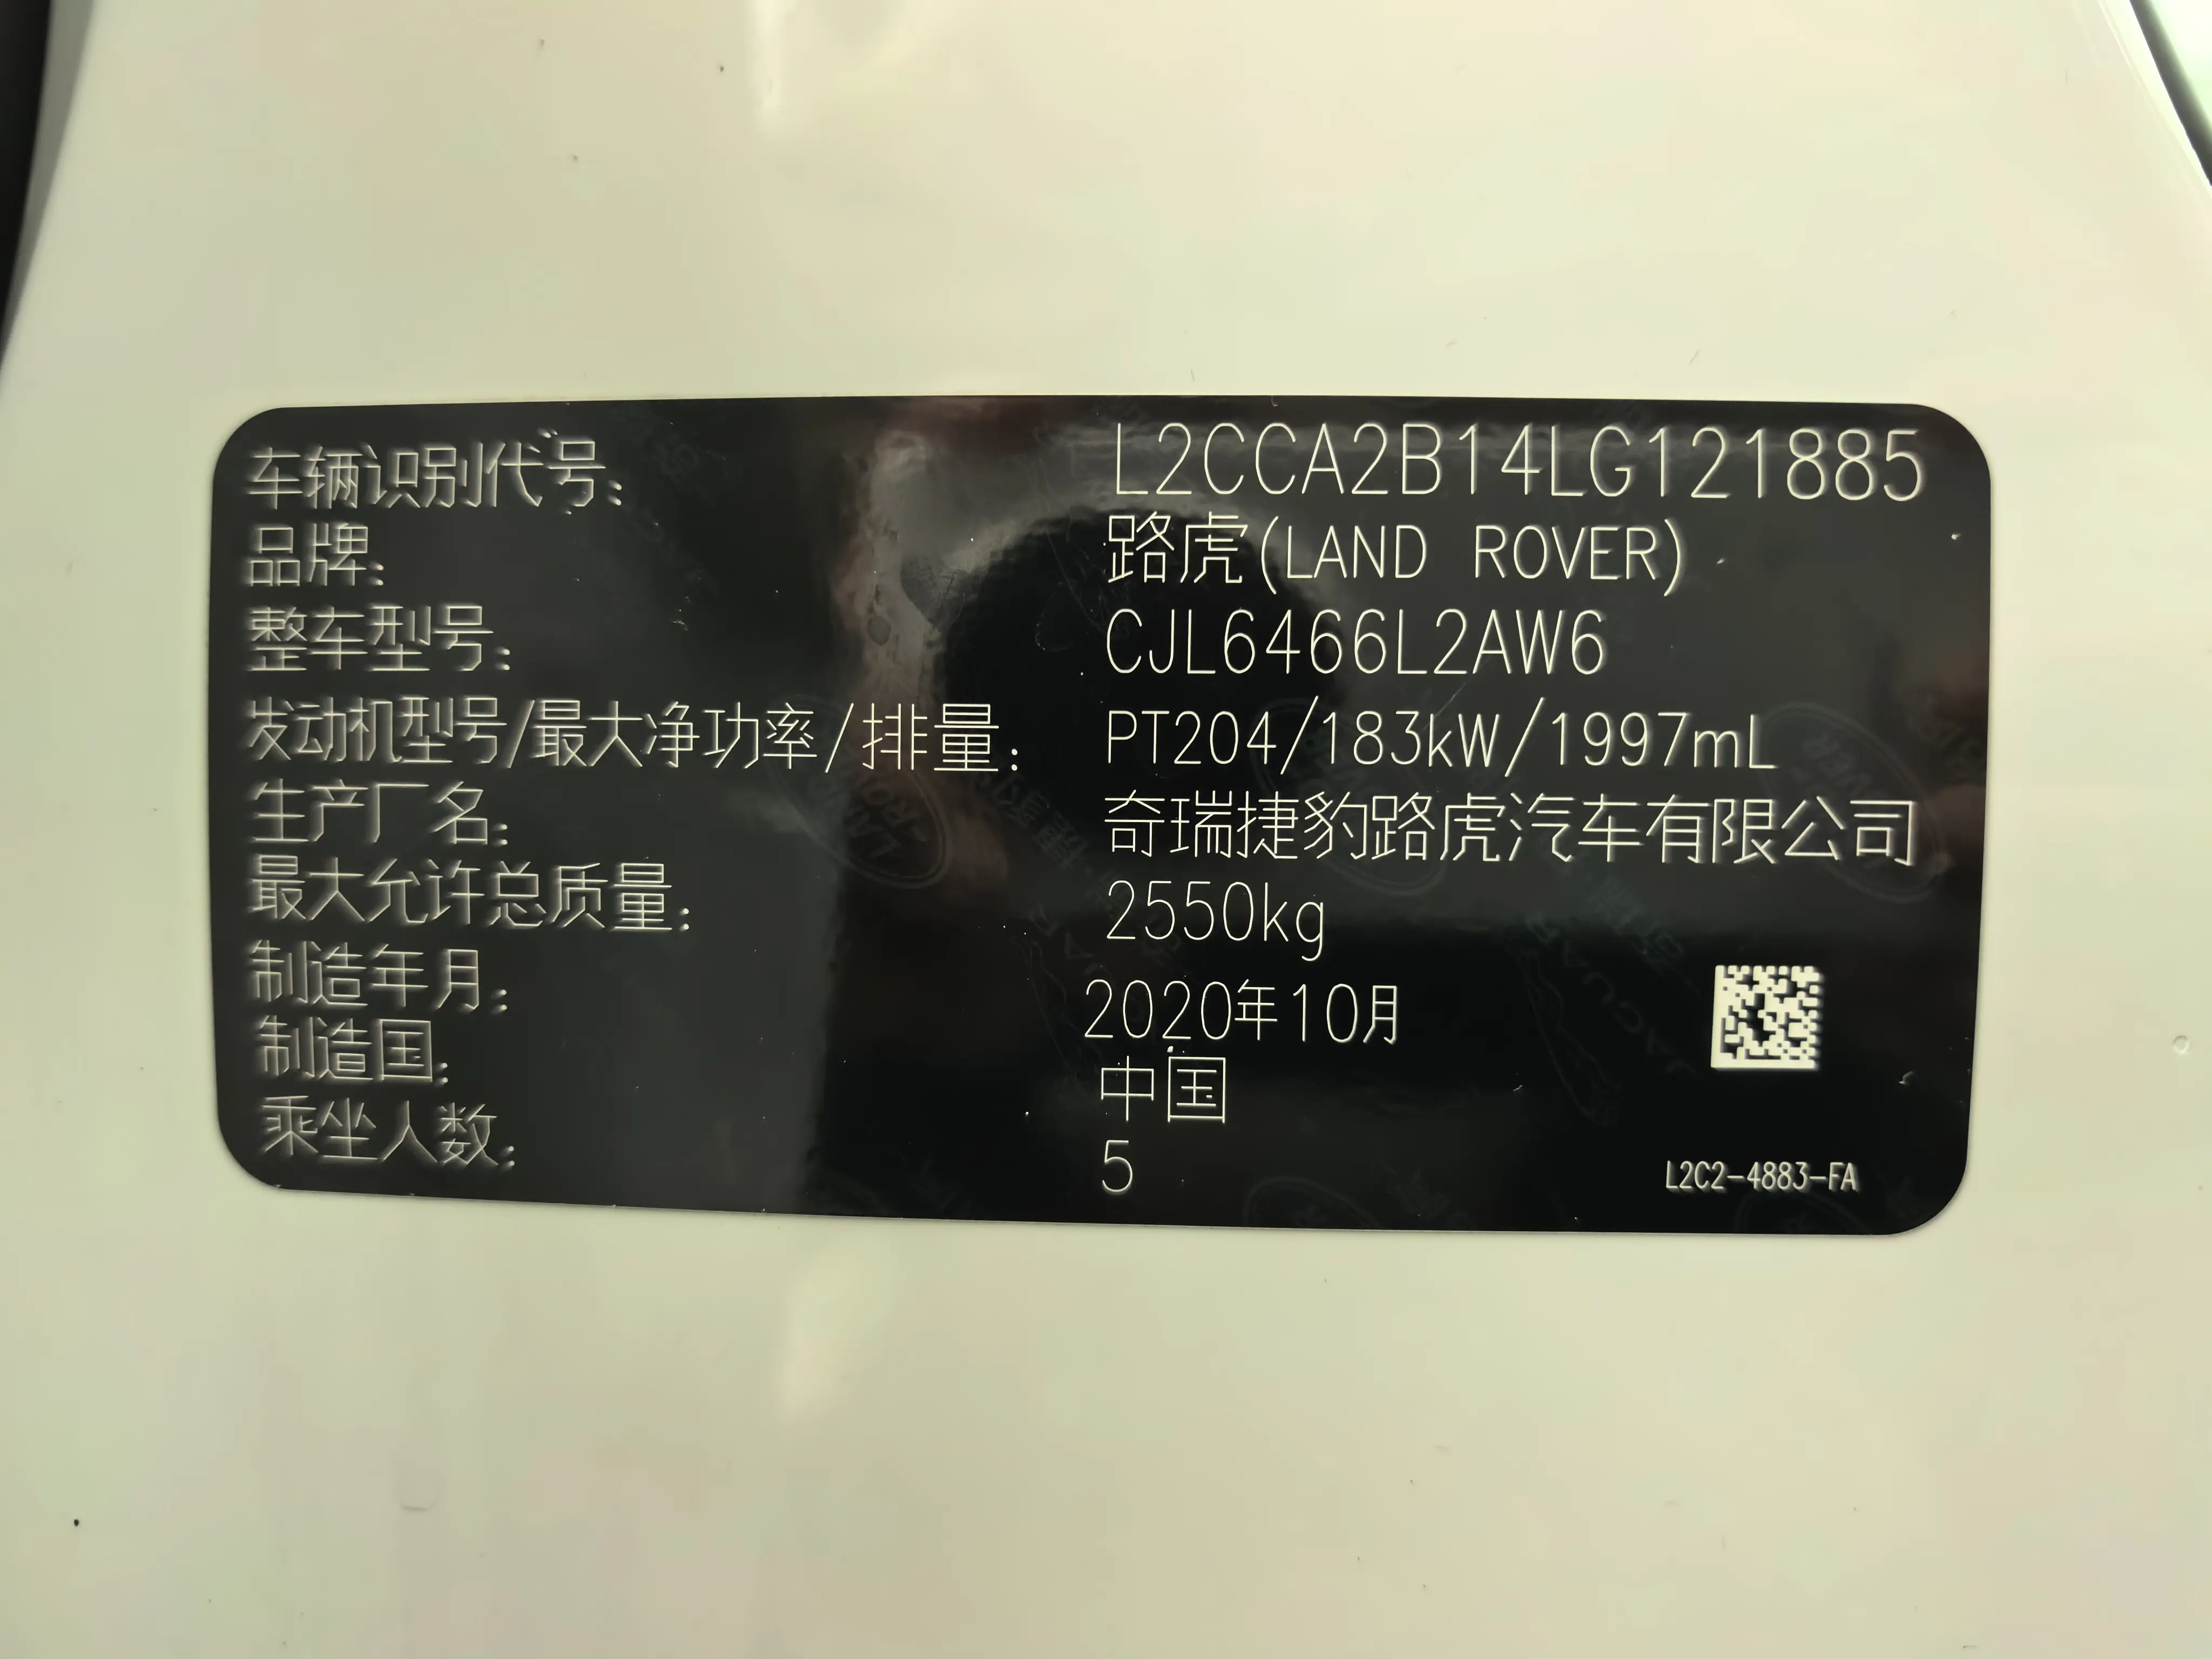 车辆识别代号: L2CCA2B14LG121885
品牌: 路虎(LAND ROVER)
整车型号: CJL6466L2AW6
发动机型号/最大净功率/排量: PT204/183kW/1997mL
生产厂名: 奇瑞捷豹路虎汽车有限公司
最大允许总质量: 2550kg
制造年月: 2020年10月
制造国: 中国
乘坐人数: 5
L2C2-4883-FA